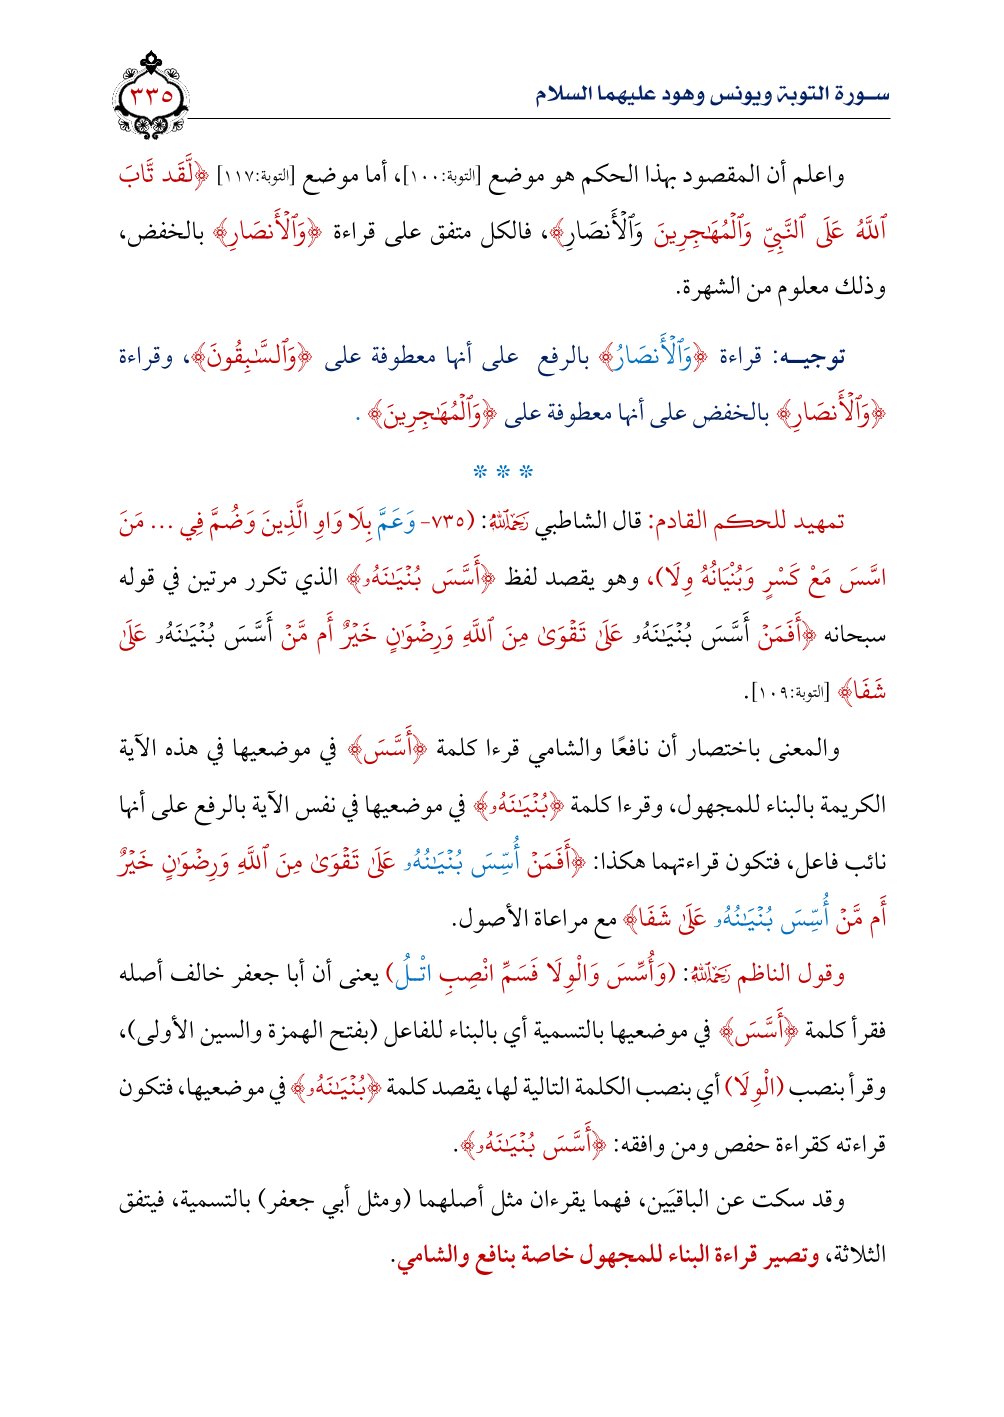 سـورة التوبة ويونس وهود عليهما السلام
٣٣٥
واعلم أن المقصود بهذا الحكم هو موضع [التوبة:١٠٠]، أما موضع [التوبة:١١٧] ﴿لَّقَد تَّابَ
ٱللَّهُ عَلَى ٱلنَّبِيِّ وَٱلْمُهَٰجِرِينَ وَٱلْأَنصَارِ﴾، فالكل متفق على قراءة ﴿وَٱلْأَنصَارِ﴾ بالخفض،
وذلك معلوم من الشهرة.
توجيـــه: قراءة ﴿وَٱلْأَنصَارُ﴾ بالرفع على أنها معطوفة على ﴿وَٱلسَّٰبِقُونَ﴾، وقراءة
﴿وَٱلْأَنصَارِ﴾ بالخفض على أنها معطوفة على ﴿وَٱلْمُهَٰجِرِينَ﴾ .
* * *
تمهيد للحكم القادم: قال الشاطبي رَحِمَهُ ٱللَّهُ: (٧٣٥- وَعَمَّ بِلَا وَاوِ الَّذِينَ وَضُمَّ فِي ... مَنَ
اسَّسَ مَعْ كَسْرٍ وَبُنْيَانُهُ وِلَا)، وهو يقصد لفظ ﴿أَسَّسَ بُنْيَٰنَهُۥ﴾ الذي تكرر مرتين في قوله
سبحانه ﴿أَفَمَنْ أَسَّسَ بُنْيَٰنَهُۥ عَلَىٰ تَقْوَىٰ مِنَ ٱللَّهِ وَرِضْوَٰنٍ خَيْرٌ أَم مَّنْ أَسَّسَ بُنْيَٰنَهُۥ عَلَىٰ
شَفَا﴾ [التوبة:١٠٩].
والمعنى باختصار أن نافعًا والشامي قرءا كلمة ﴿أَسَّسَ﴾ في موضعيها في هذه الآية
الكريمة بالبناء للمجهول، وقرءا كلمة ﴿بُنْيَٰنَهُۥ﴾ في موضعيها في نفس الآية بالرفع على أنها
نائب فاعل، فتكون قراءتهما هكذا: ﴿أَفَمَنْ أُسِّسَ بُنْيَٰنُهُۥ عَلَىٰ تَقْوَىٰ مِنَ ٱللَّهِ وَرِضْوَٰنٍ خَيْرٌ
أَم مَّنْ أُسِّسَ بُنْيَٰنُهُۥ عَلَىٰ شَفَا﴾ مع مراعاة الأصول.
وقول الناظم رَحِمَهُ ٱللَّهُ: (وَأُسِّسَ وَالْوِلَا فَسَمِّ انْصِبِ اتْـلُ) يعنى أن أبا جعفر خالف أصله
فقرأ كلمة ﴿أَسَّسَ﴾ في موضعيها بالتسمية أي بالبناء للفاعل (بفتح الهمزة والسين الأولى)،
وقرأ بنصب (الْوِلَا) أي بنصب الكلمة التالية لها، يقصد كلمة ﴿بُنْيَٰنَهُۥ﴾ في موضعيها، فتكون
قراءته كقراءة حفص ومن وافقه: ﴿أَسَّسَ بُنْيَٰنَهُۥ﴾.
وقد سكت عن الباقيَين، فهما يقرءان مثل أصلهما (ومثل أبي جعفر) بالتسمية، فيتفق
الثلاثة، وتصير قراءة البناء للمجهول خاصة بنافع والشامي.